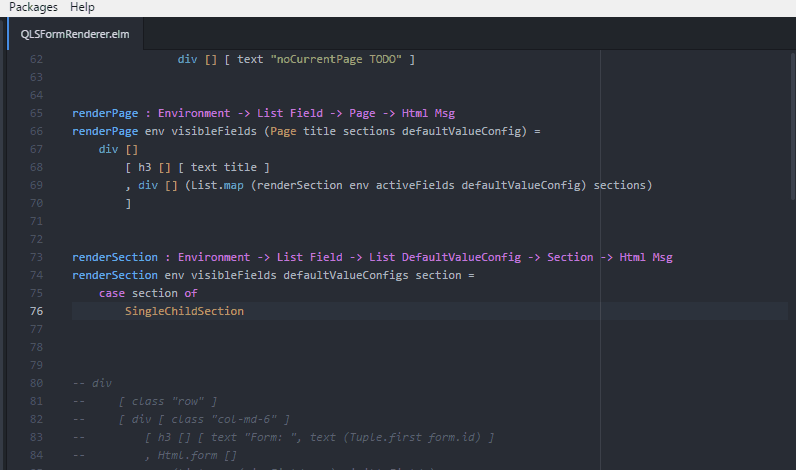 Packages Help
QLSFormRenderer.elm
62 div [] [ text "noCurrentPage TODO" ]
63
64
65 renderPage : Environment -> List Field -> Page -> Html Msg
66 renderPage env visibleFields (Page title sections defaultValueConfig) =
67 div []
68 [ h3 [] [ text title ]
69 , div [] (List.map (renderSection env activeFields defaultValueConfig) sections)
70 ]
71
72
73 renderSection : Environment -> List Field -> List DefaultValueConfig -> Section -> Html Msg
74 renderSection env visibleFields defaultValueConfigs section =
75 case section of
76 SingleChildSection
77
78
79
80 -- div
81 -- [ class "row" ]
82 -- [ div [ class "col-md-6" ]
83 -- [ h3 [] [ text "Form: ", text (Tuple.first form.id) ]
84 -- , Html.form []